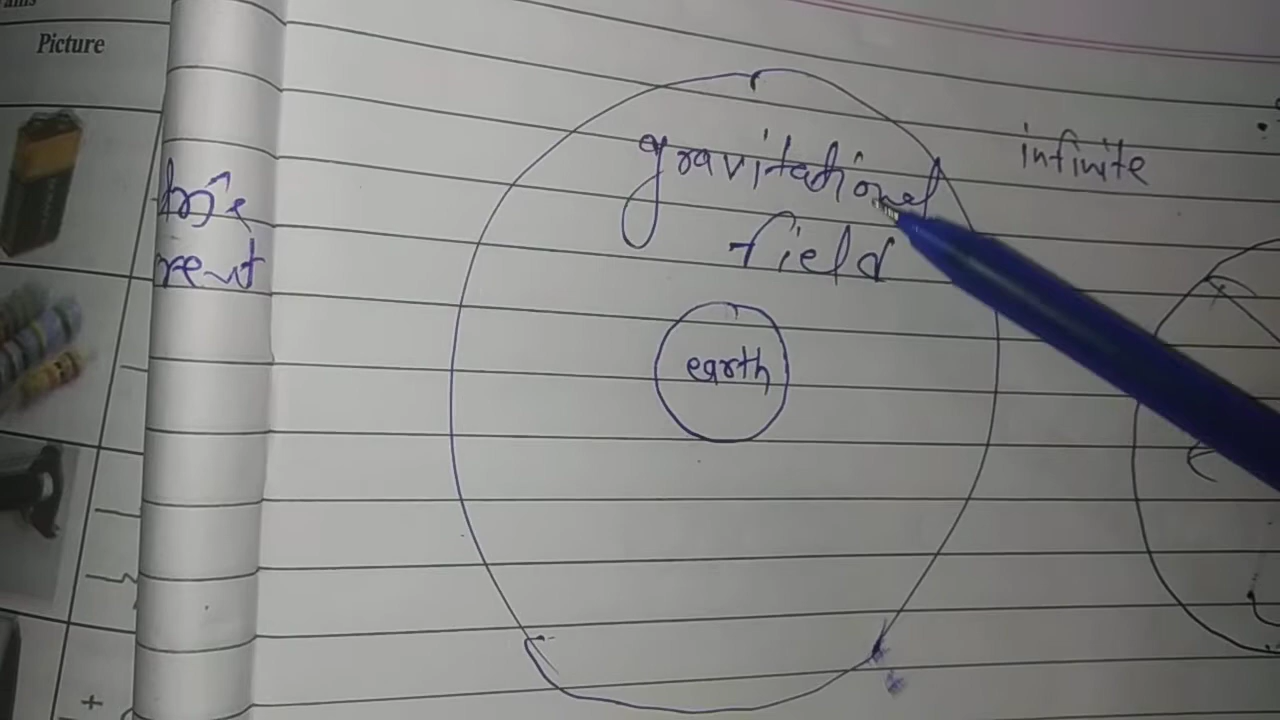 Picture
gravitational
field
infinite
earth